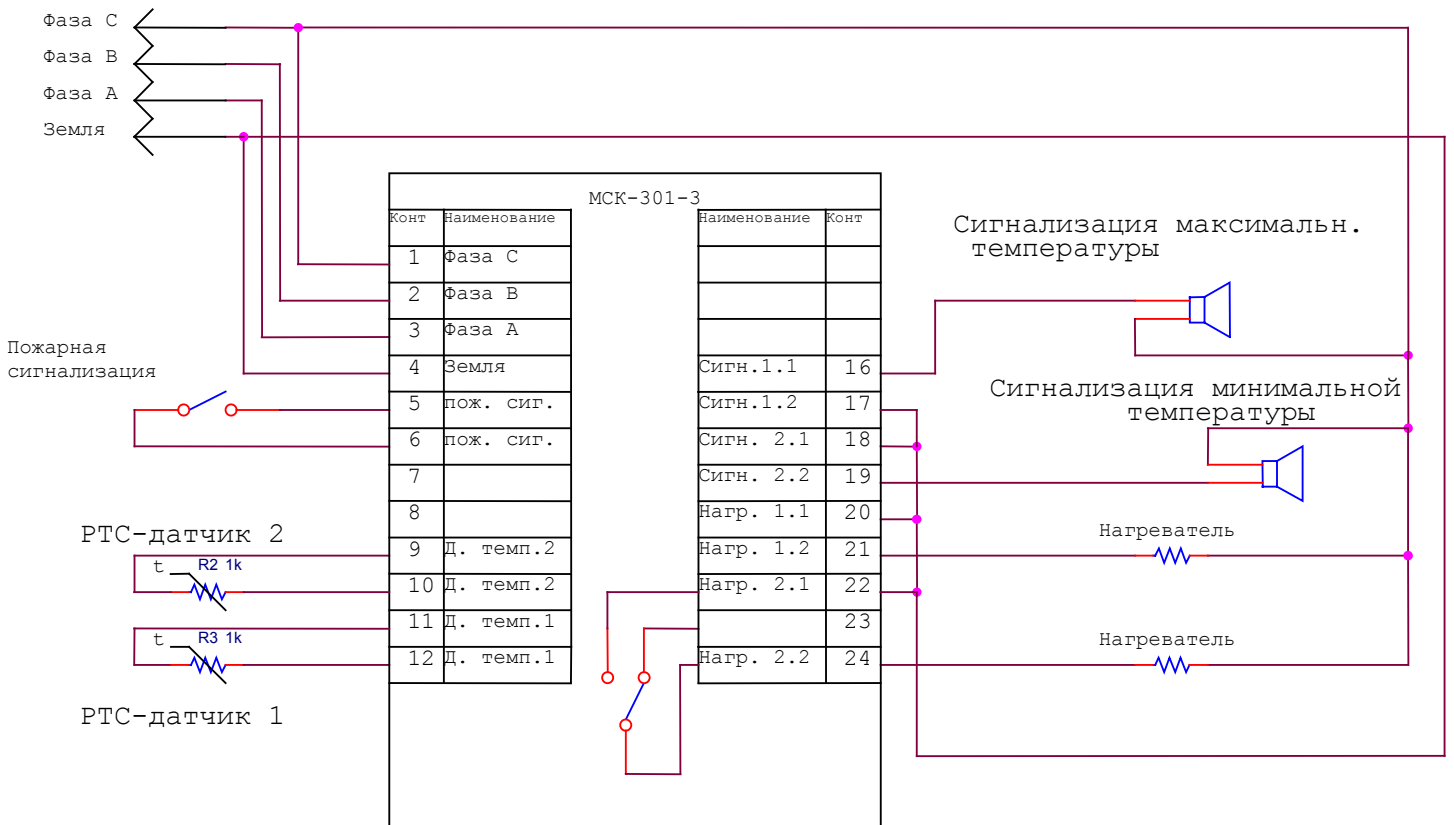 Фаза C
Фаза B
Фаза A
Земля
МСК-301-3
Конт Наименование
Наименование Конт
1 Фаза C
2 Фаза B
3 Фаза A
4 Земля
5 пож. сиг.
6 пож. сиг.
7
8
9 Д. темп.2
10 Д. темп.2
11 Д. темп.1
12 Д. темп.1
Сигн.1.1 16
Сигн.1.2 17
Сигн. 2.1 18
Сигн. 2.2 19
Нагр. 1.1 20
Нагр. 1.2 21
Нагр. 2.1 22
23
Нагр. 2.2 24
Пожарная
сигнализация
РТС-датчик 2
t R2 1k
t R3 1k
РТС-датчик 1
Сигнализация максимальн.
температуры
Сигнализация минимальной
температуры
Нагреватель
Нагреватель